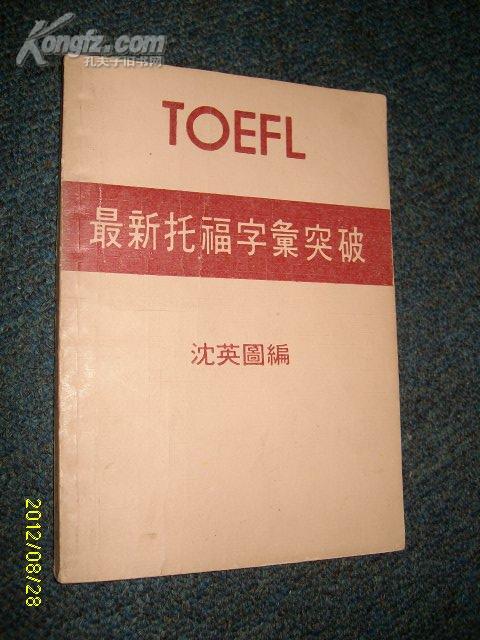 Kongfz.com
孔夫子旧书网
TOEFL
最新托福字彙突破
沈英圖編
2012/08/28